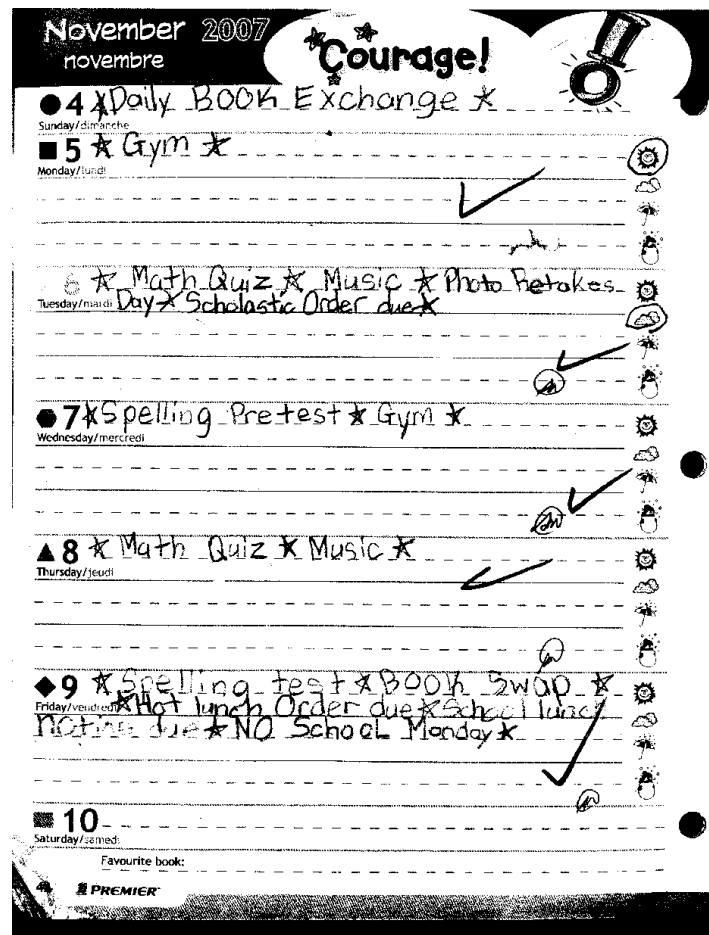 November 2007
novembre
Courage!
4 ☆Daily BOOK Exchange ☆
Sunday/dimanche
5 ☆ Gym ☆
Monday/lundi
6 ☆ Math Quiz ☆ Music ☆ Photo Retakes
Tuesday/mardi Day ☆ Scholastic Order due☆
7☆Spelling Pretest ☆ Gym ☆
Wednesday/mercredi
8 ☆ Math Quiz ☆ Music ☆
Thursday/jeudi
9 ☆ Spelling test ☆ BOOK Swap ☆
Friday/vendredi ☆Hot lunch Order due☆School lunch
due☆NO School Monday☆
10
Saturday/samedi
Favourite book:
PREMIER